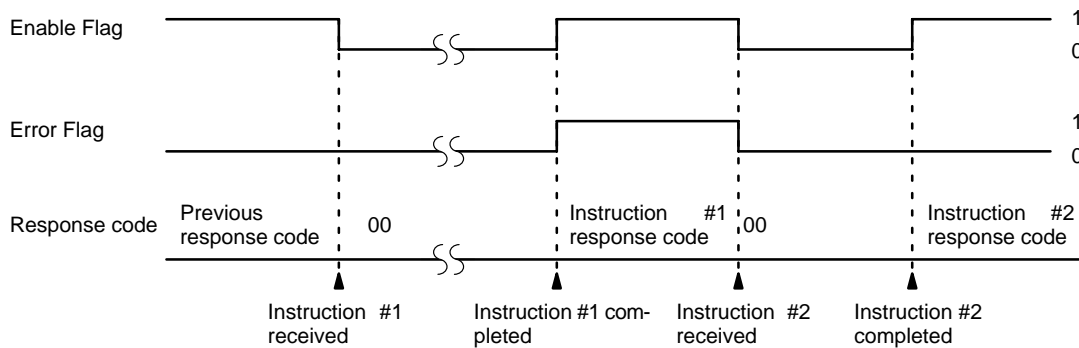 Enable Flag
1
0
Error Flag
1
0
Response code
Previous
response code
00
Instruction #1
response code
00
Instruction #2
response code
Instruction #1
received
Instruction #1 com-
pleted
Instruction #2
received
Instruction #2
completed